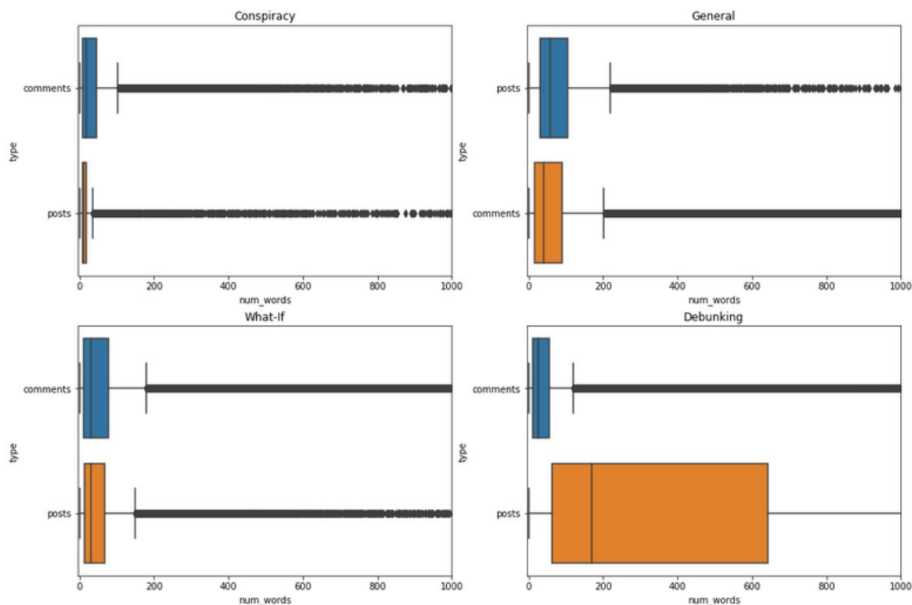 Conspiracy
type
comments
posts
0 200 400 600 800 1000
num_words
General
type
posts
comments
0 200 400 600 800 1000
num_words
What-If
type
comments
posts
0 200 400 600 800 1000
num_words
Debunking
type
comments
posts
0 200 400 600 800 1000
num_words